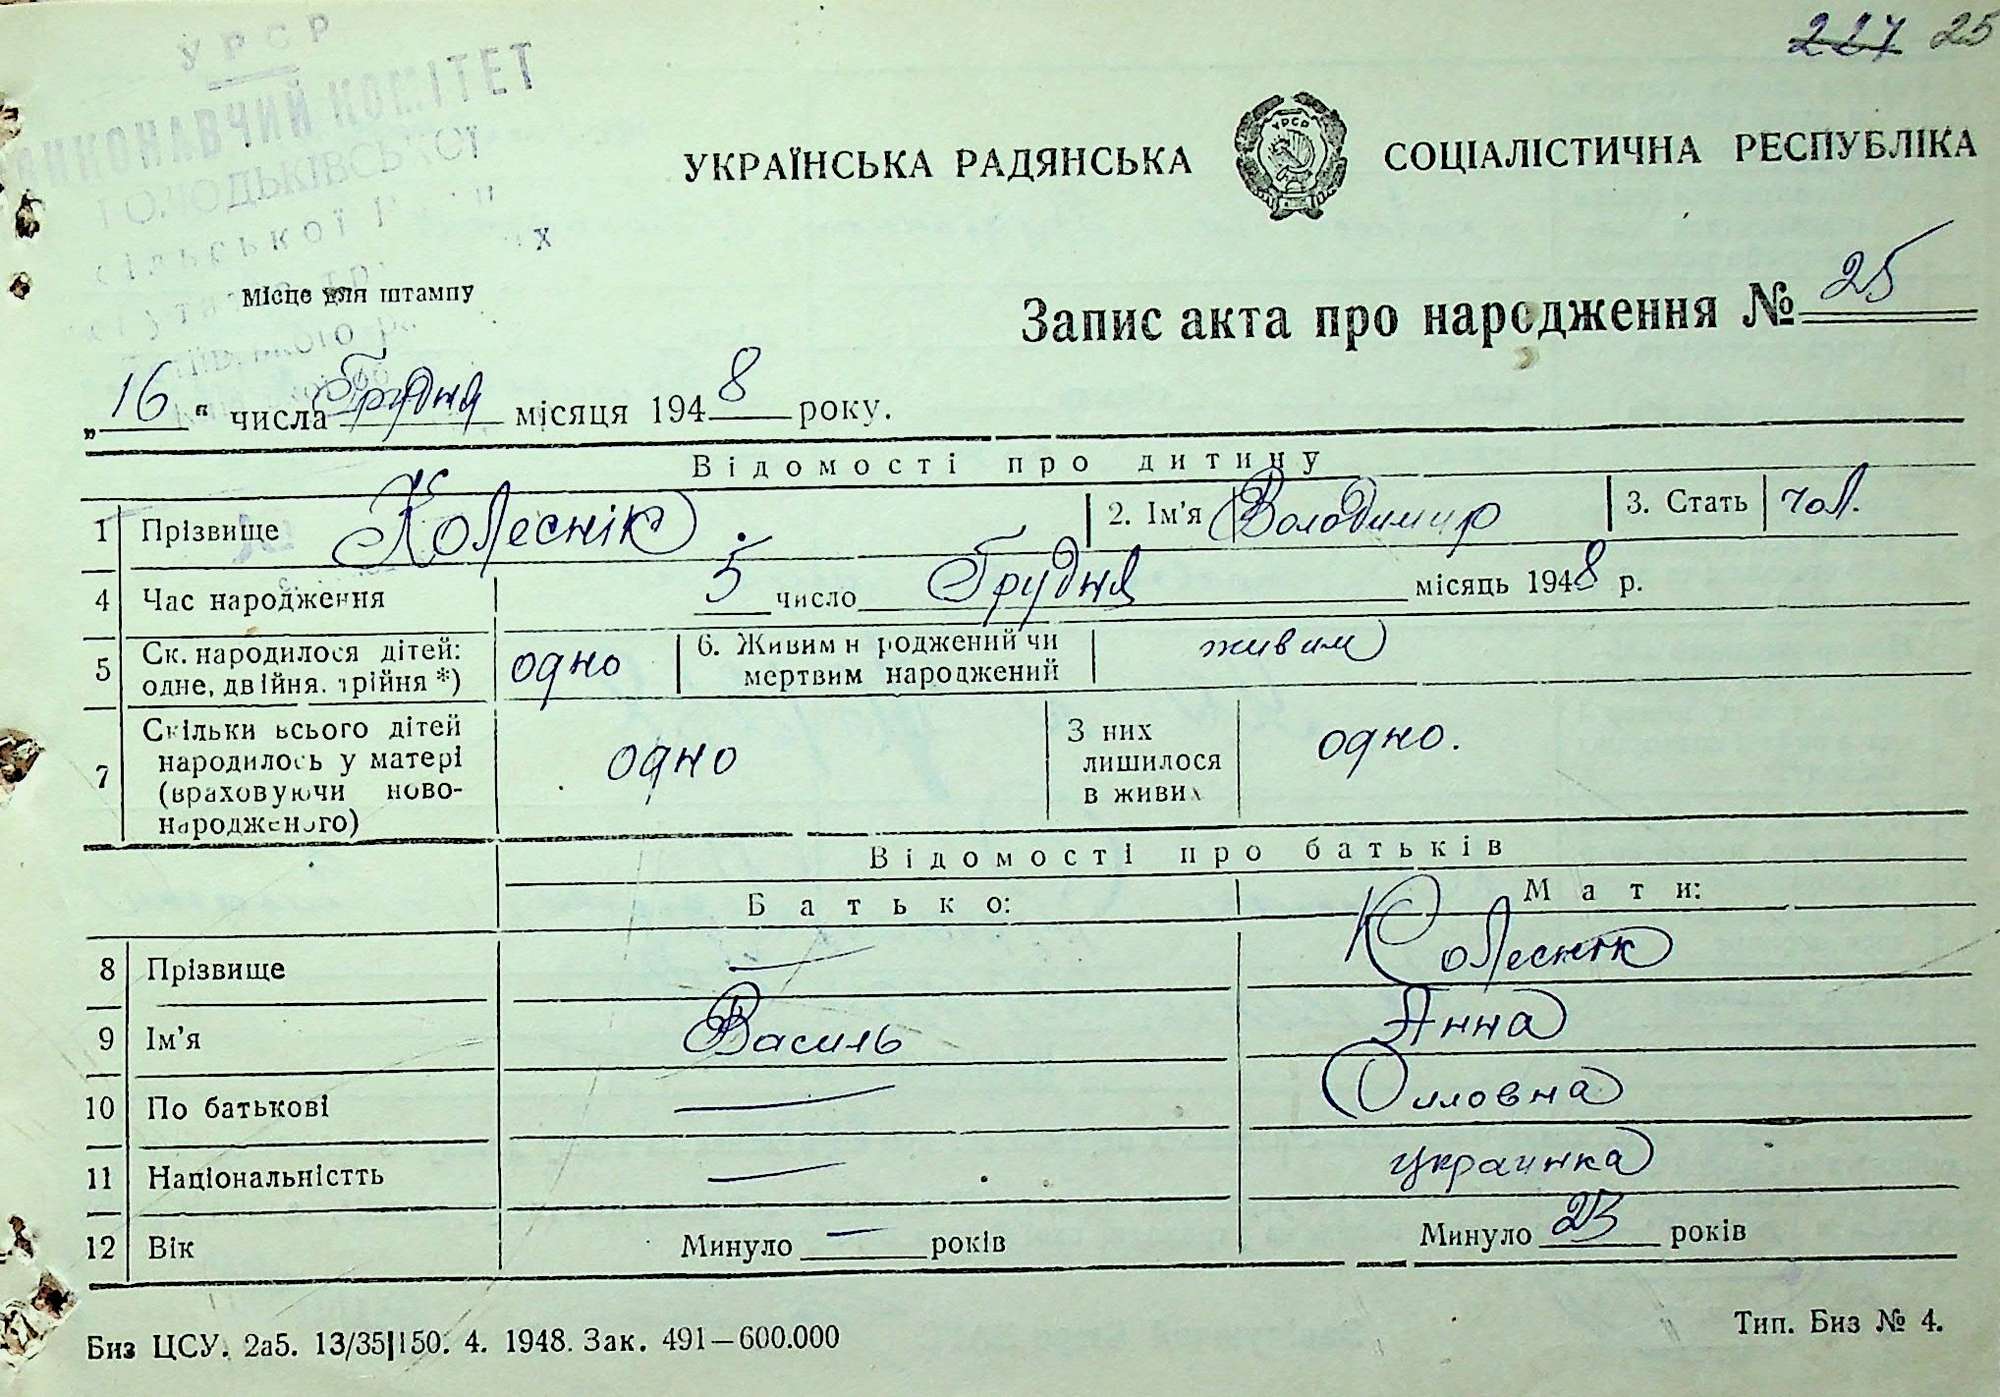 227 25
УРСР
ВИКОНАВЧИЙ КОМІТЕТ
ГОЛОДЬКІВСЬКОЇ
СІЛЬСЬКОЇ РАДИ
УКРАЇНСЬКА РАДЯНСЬКА СОЦІАЛІСТИЧНА РЕСПУБЛІКА
УРСР
Місце для штампу
Запис акта про народження № 25
„16“ числа Грудня місяця 1948 року.
Відомості про дитину
1 Прізвище Колеснік. 2. Ім'я Володимир 3. Стать чол.
4 Час народження 5 число Грудня місяць 1948 р.
5 Ск. народилося дітей: одне, двійня, трійня *) одно 6. Живим народжений чи мертвим народжений живим
7 Скільки всього дітей народилось у матері (враховуючи новонародженого) одно З них лишилося в живих одно.
Відомості про батьків
Батько: Мати:
8 Прізвище — Колеснік
9 Ім'я Василь Анна
10 По батькові —
11 Національністть — украинка
12 Вік Минуло — років Минуло 23 років
Биз ЦСУ. 2а5. 13/35|150. 4. 1948. Зак. 491—600.000
Тип. Биз № 4.